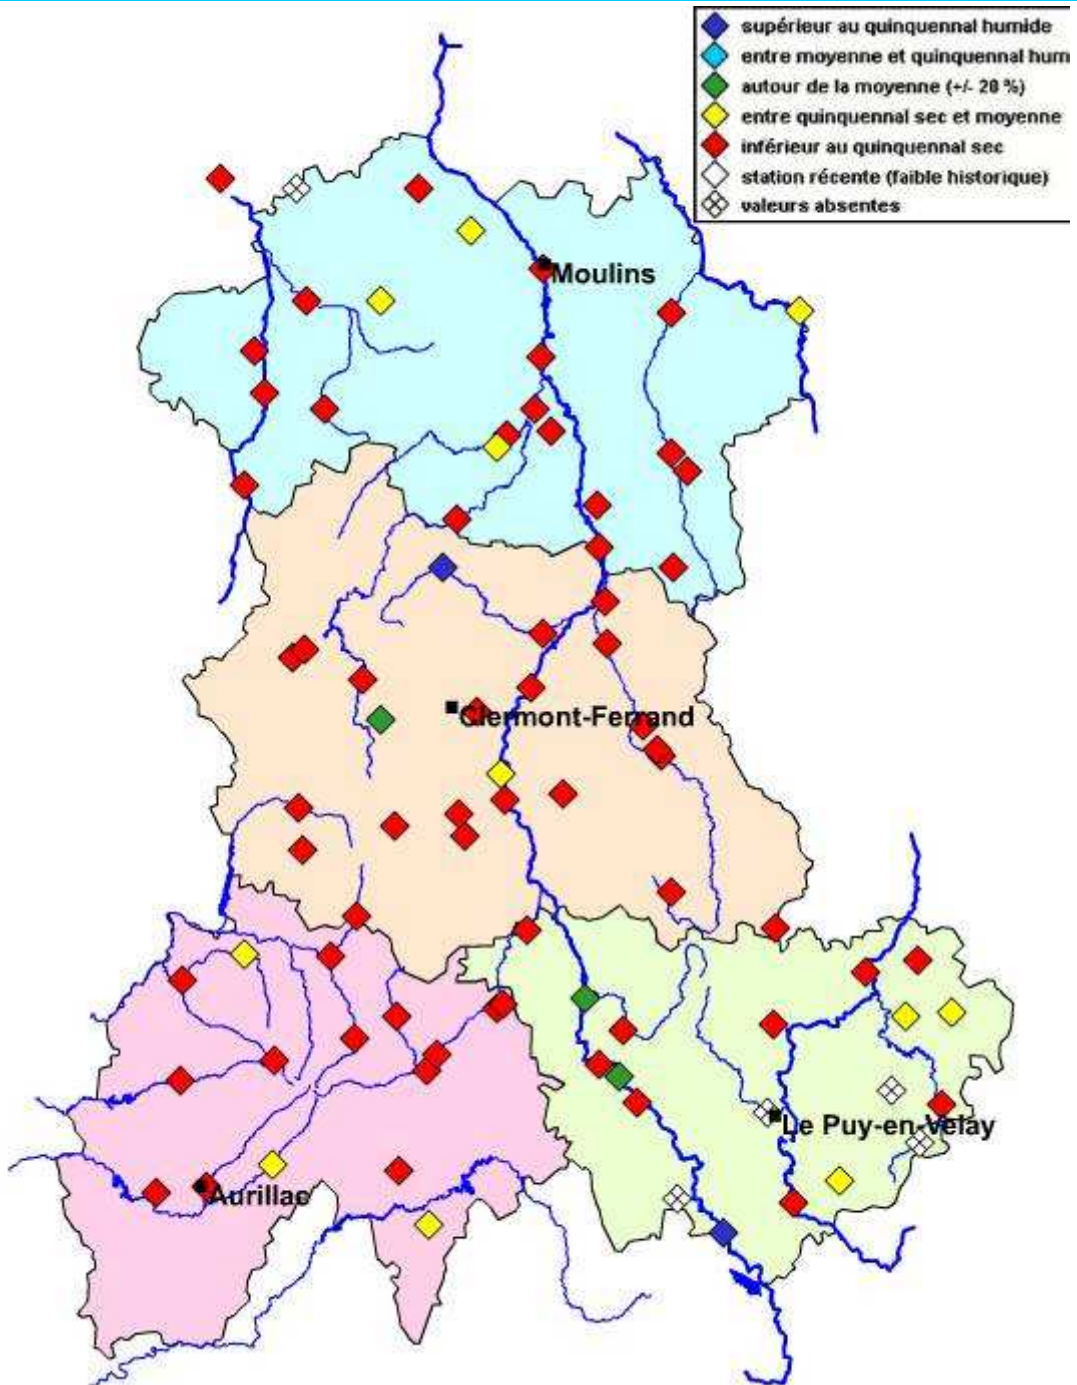 supérieur au quinquennal humide
entre moyenne et quinquennal hum
autour de la moyenne (+/- 20 %)
entre quinquennal sec et moyenne
inférieur au quinquennal sec
station récente (faible historique)
valeurs absentes
Moulins
Clermont-Ferrand
Le Puy-en-Velay
Aurillac